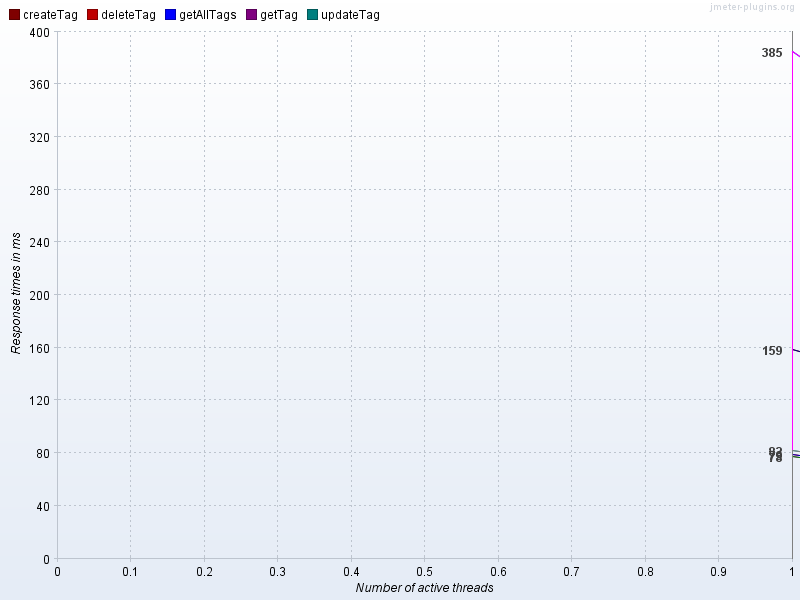 createTag deleteTag getAllTags getTag updateTag
jmeter-plugins.org
400
385
360
320
280
240
200
160
159
120
80
78
40
0
Response times in ms
0 0.1 0.2 0.3 0.4 0.5 0.6 0.7 0.8 0.9 1
Number of active threads